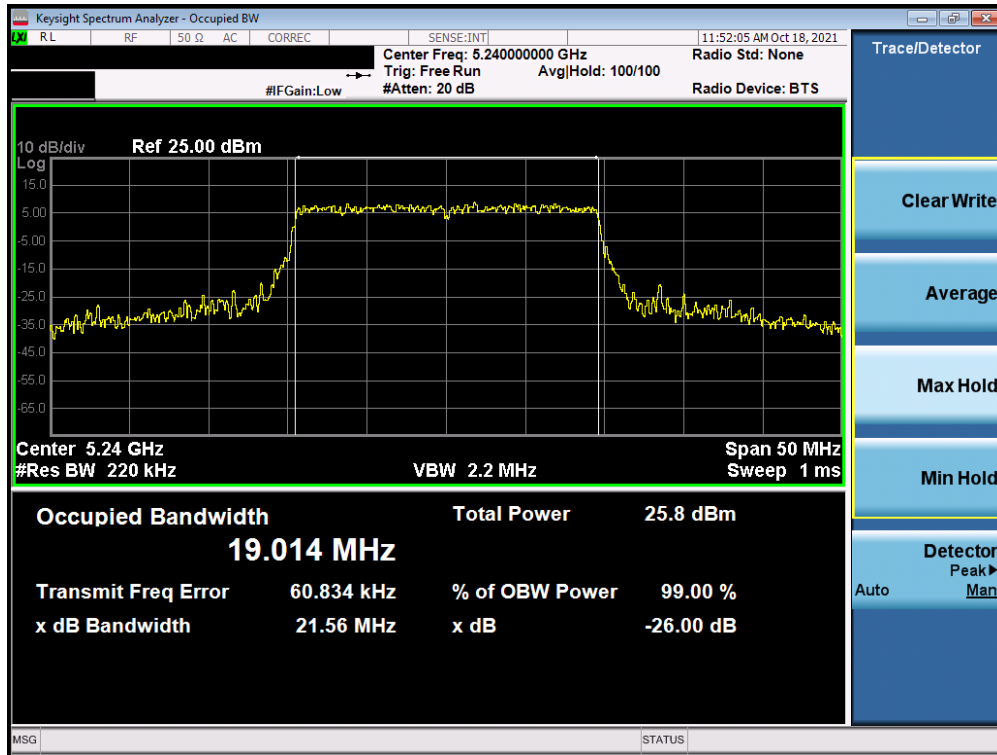 Keysight Spectrum Analyzer - Occupied BW
LXI RL RF 50 Ω AC CORREC SENSE:INT 11:52:05 AM Oct 18, 2021
Center Freq: 5.240000000 GHz Radio Std: None
Trig: Free Run Avg|Hold: 100/100
#IFGain:Low #Atten: 20 dB Radio Device: BTS
10 dB/div Ref 25.00 dBm
Log
15.0
5.00
-5.00
-15.0
-25.0
-35.0
-45.0
-55.0
-65.0
Center 5.24 GHz Span 50 MHz
#Res BW 220 kHz VBW 2.2 MHz Sweep 1 ms
Occupied Bandwidth Total Power 25.8 dBm
19.014 MHz
Transmit Freq Error 60.834 kHz % of OBW Power 99.00 %
x dB Bandwidth 21.56 MHz x dB -26.00 dB
MSG STATUS
Trace/Detector
Clear Write
Average
Max Hold
Min Hold
Detector
Peak▶
Auto Man